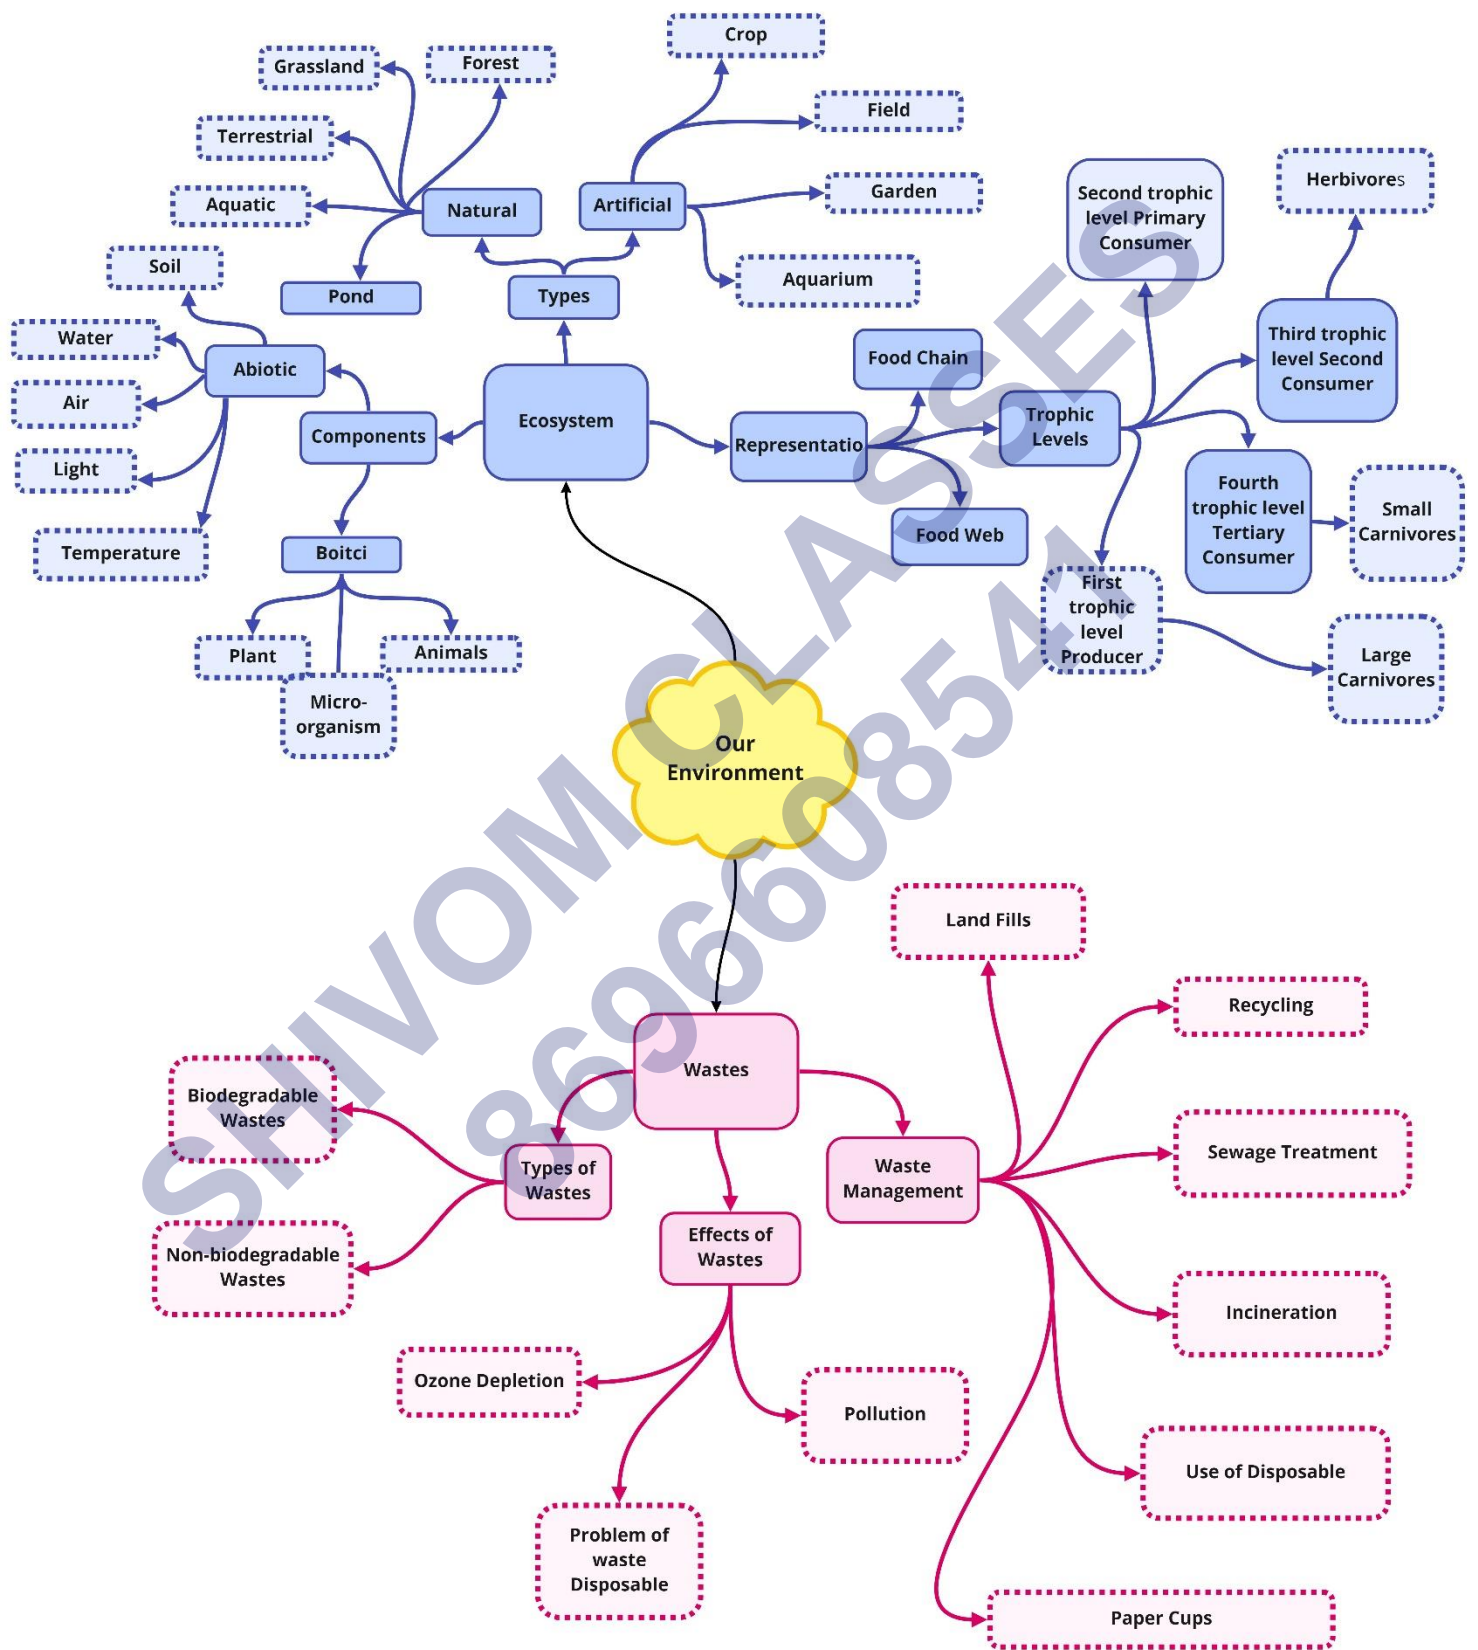 Crop
Grassland
Forest
Field
Terrestrial
Second trophic
level Primary
Consumer
Herbivores
Aquatic
Natural
Artificial
Garden
Soil
Pond
Types
Aquarium
Water
Abiotic
Air
Food Chain
Third trophic
level Second
Consumer
Components
Ecosystem
Representatio
Trophic
Levels
Light
Temperature
Boitci
Food Web
Fourth
trophic level
Tertiary
Consumer
Small
Carnivores
Plant
Animals
Micro-
organism
First
trophic
level
Producer
Large
Carnivores
Our
Environment
SHIVOM CLASSES
8696608541
Land Fills
Recycling
Wastes
Biodegradable
Wastes
Types of
Wastes
Waste
Management
Sewage Treatment
Non-biodegradable
Wastes
Effects of
Wastes
Incineration
Ozone Depletion
Pollution
Use of Disposable
Problem of
waste
Disposable
Paper Cups